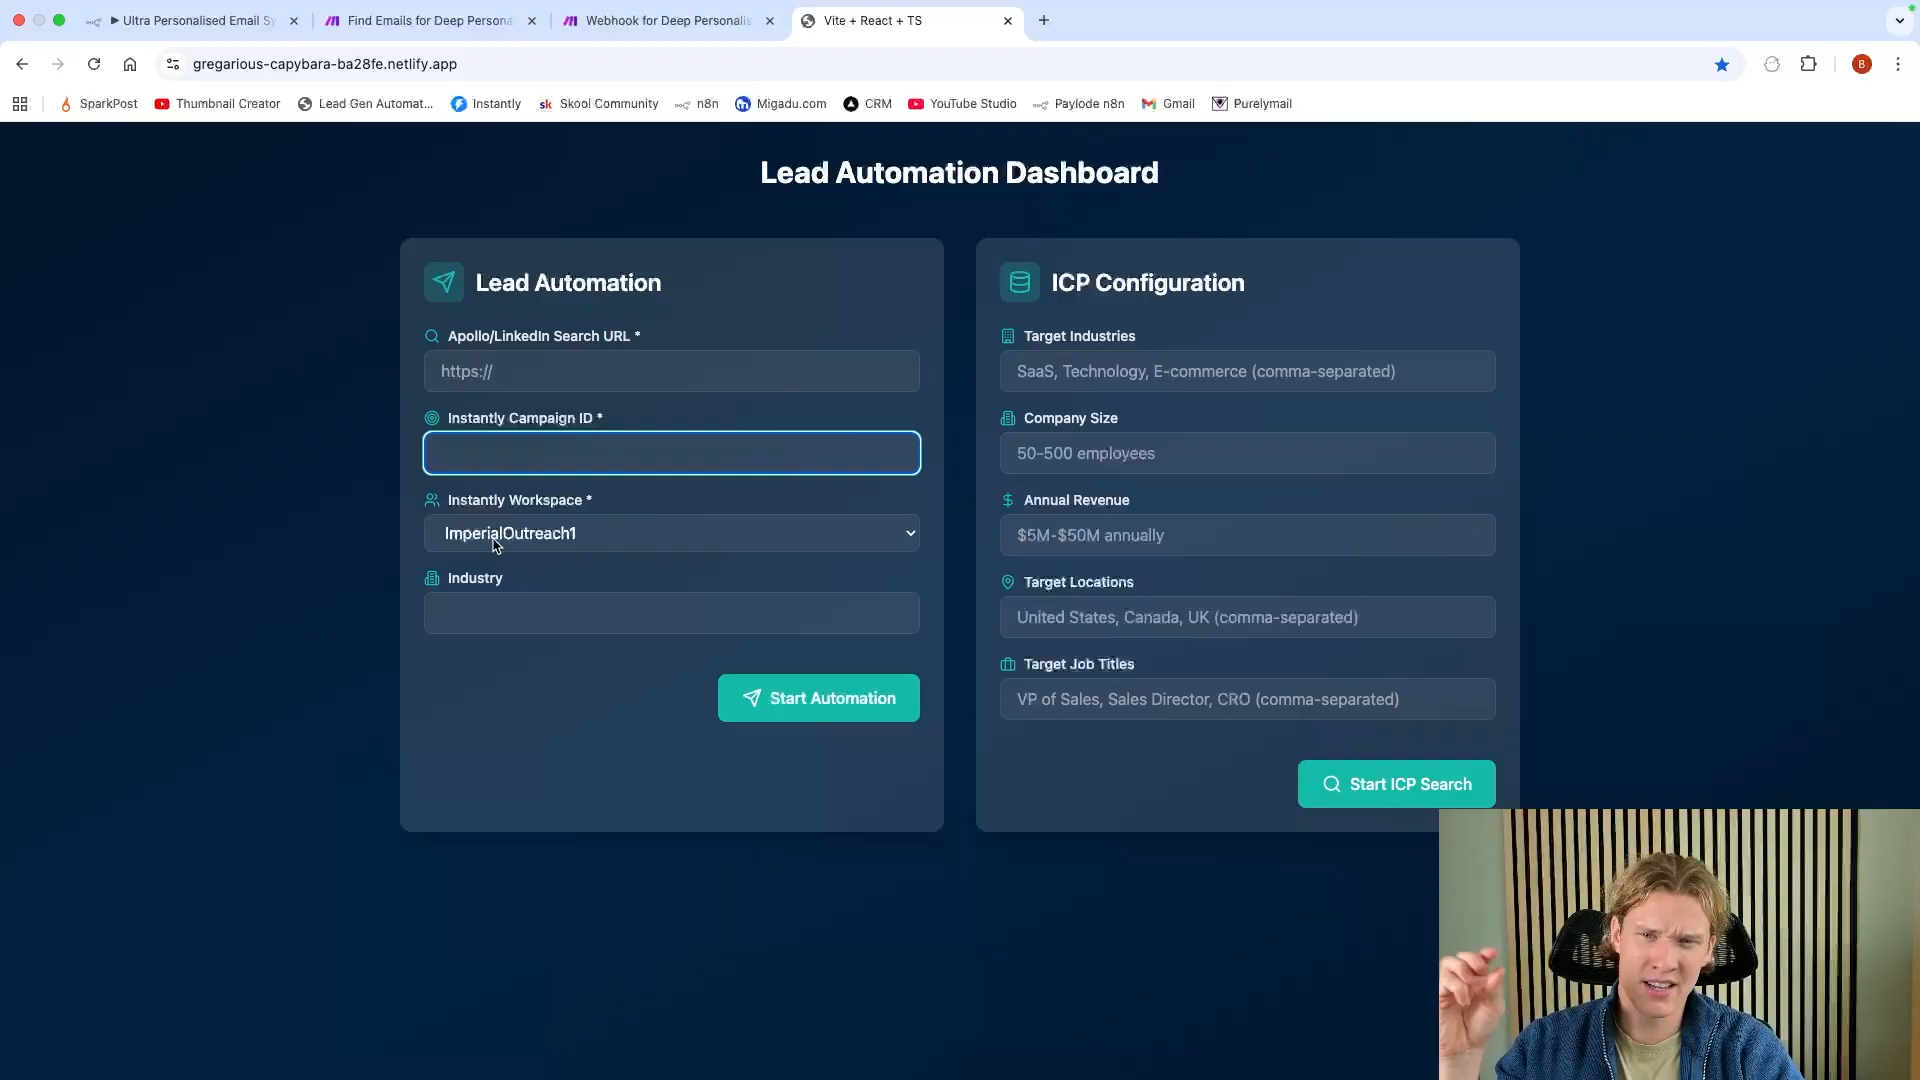 Ultra Personalised Email Sy
Find Emails for Deep Persona
Webhook for Deep Personalis
Vite + React + TS
gregarious-capybara-ba28fe.netlify.app
B
SparkPost
Thumbnail Creator
Lead Gen Automat...
Instantly
sk
Skool Community
n8n
Migadu.com
CRM
YouTube Studio
Paylode n8n
Gmail
Purelymail
Lead Automation Dashboard
Lead Automation
Apollo/LinkedIn Search URL *
https://
Instantly Campaign ID *
Instantly Workspace *
ImperialOutreach1
Industry
Start Automation
ICP Configuration
Target Industries
SaaS, Technology, E-commerce (comma-separated)
Company Size
50-500 employees
Annual Revenue
$5M-$50M annually
Target Locations
United States, Canada, UK (comma-separated)
Target Job Titles
VP of Sales, Sales Director, CRO (comma-separated)
Start ICP Search